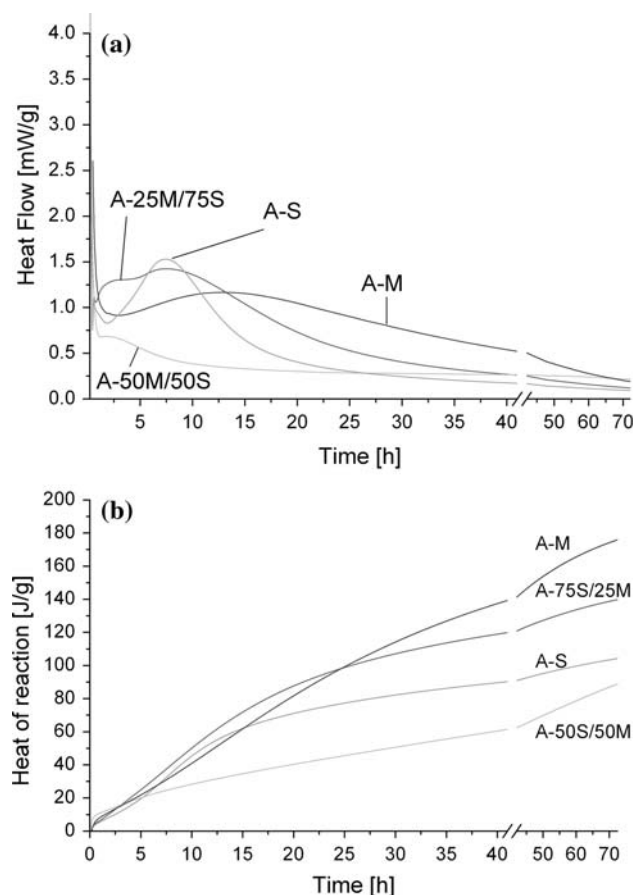 (a)
4.0
3.5
3.0
2.5
2.0
1.5
1.0
0.5
0.0
Heat Flow [mW/g]
A-25M/75S
A-S
A-M
A-50M/50S
5 10 15 20 25 30 35 40 50 60 70
Time [h]
(b)
200
180
160
140
120
100
80
60
40
20
0
Heat of reaction [J/g]
A-M
A-75S/25M
A-S
A-50S/50M
0 5 10 15 20 25 30 35 40 50 60 70
Time [h]